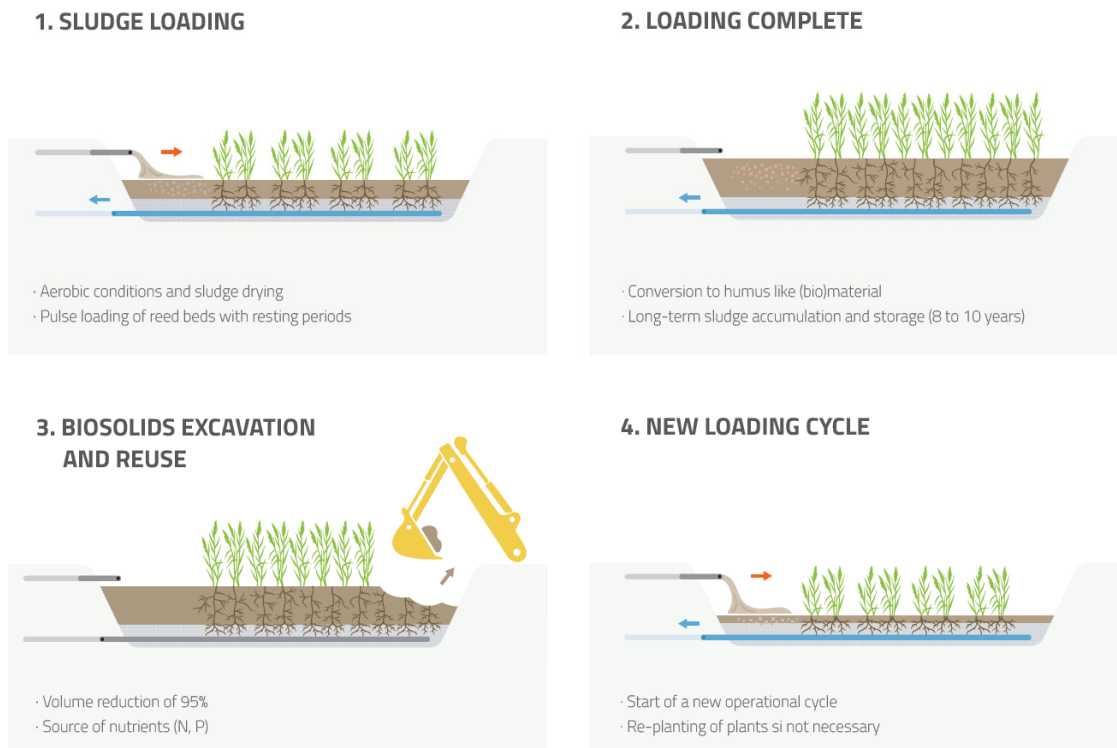 1. SLUDGE LOADING
· Aerobic conditions and sludge drying
· Pulse loading of reed beds with resting periods
2. LOADING COMPLETE
· Conversion to humus like (bio)material
· Long-term sludge accumulation and storage (8 to 10 years)
3. BIOSOLIDS EXCAVATION
AND REUSE
· Volume reduction of 95%
· Source of nutrients (N, P)
4. NEW LOADING CYCLE
· Start of a new operational cycle
· Re-planting of plants si not necessary